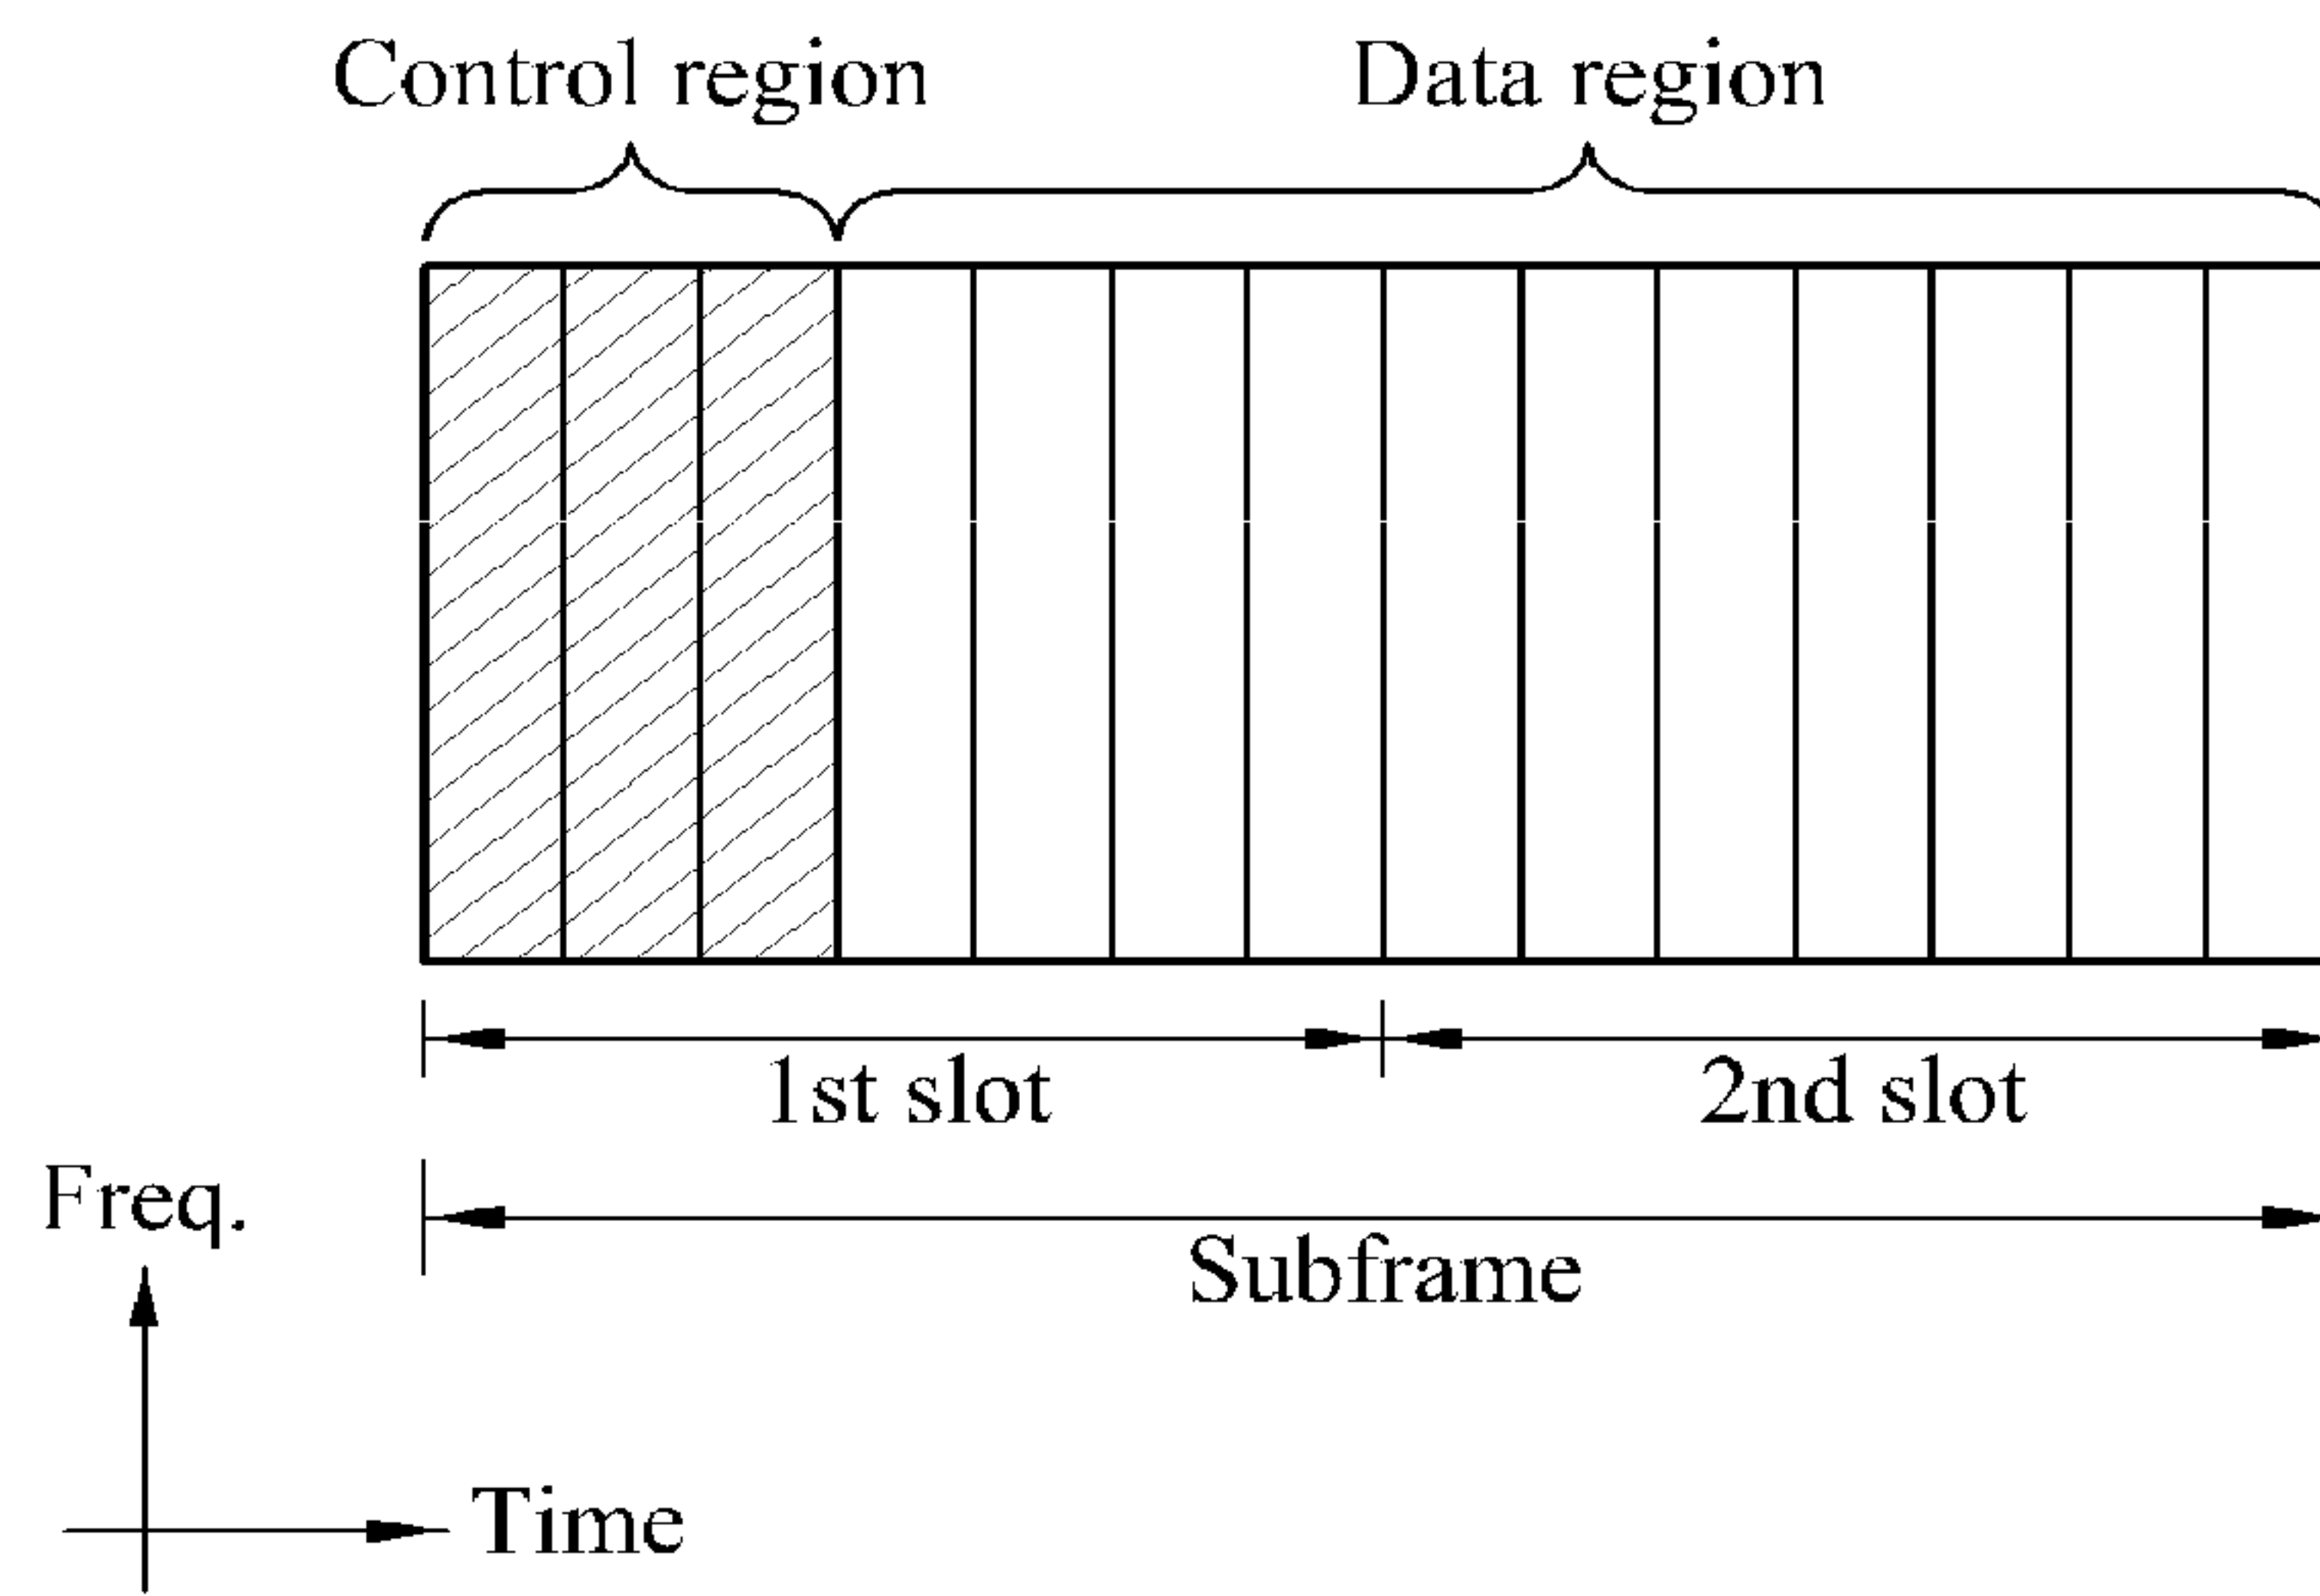 Control region
Data region
1st slot
2nd slot
Subframe
Freq.
Time